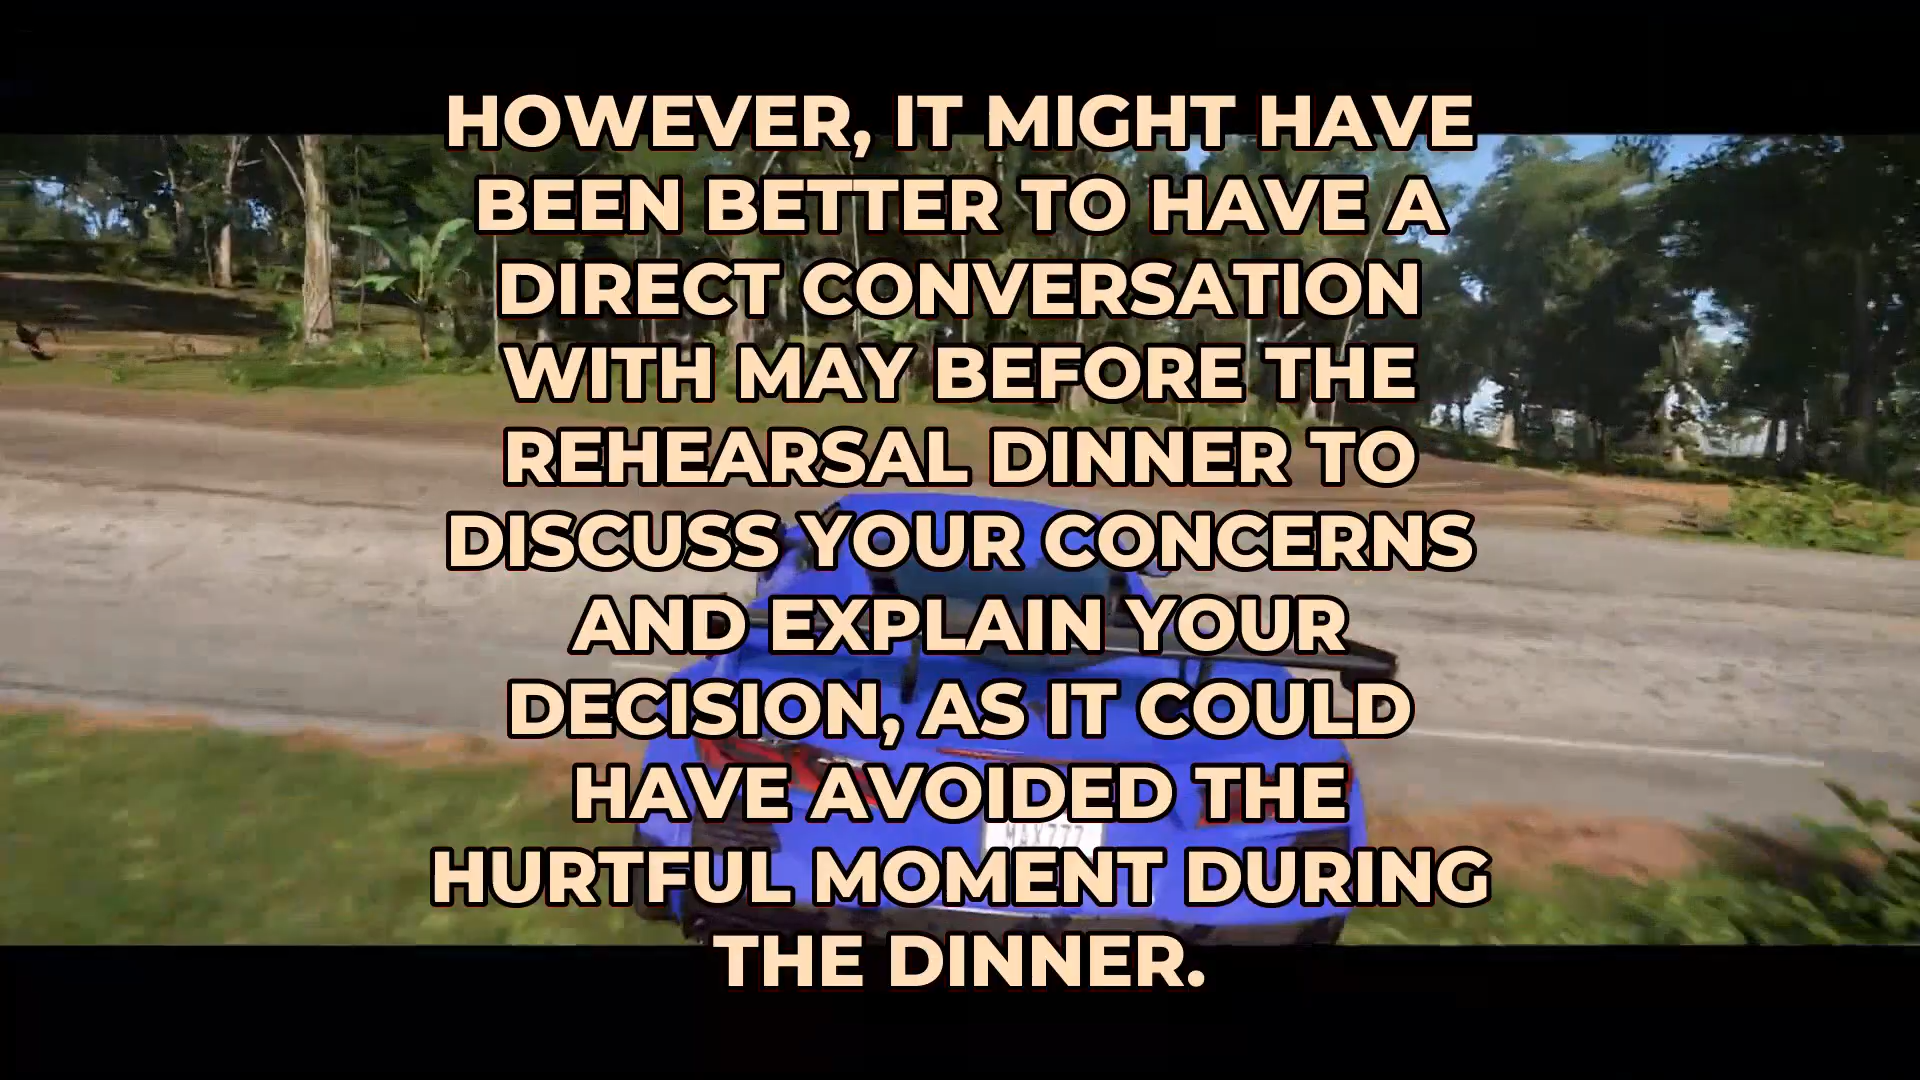 HOWEVER, IT MIGHT HAVE
BEEN BETTER TO HAVE A
DIRECT CONVERSATION
WITH MAY BEFORE THE
REHEARSAL DINNER TO
DISCUSS YOUR CONCERNS
AND EXPLAIN YOUR
DECISION, AS IT COULD
HAVE AVOIDED THE
MAX777
HURTFUL MOMENT DURING
THE DINNER.